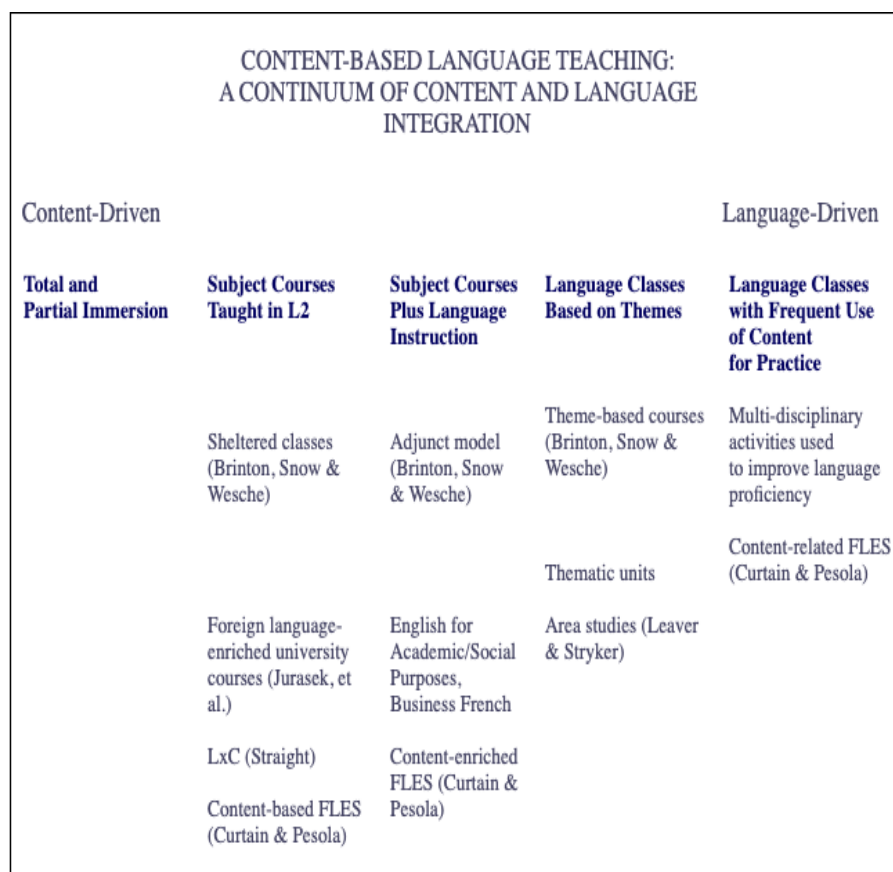 CONTENT-BASED LANGUAGE TEACHING:
A CONTINUUM OF CONTENT AND LANGUAGE
INTEGRATION
Content-Driven
Language-Driven
Total and
Partial Immersion
Subject Courses
Taught in L2
Sheltered classes
(Brinton, Snow &
Wesche)
Foreign language-
enriched university
courses (Jurasek, et
al.)
LxC (Straight)
Content-based FLES
(Curtain & Pesola)
Subject Courses
Plus Language
Instruction
Adjunct model
(Brinton, Snow
& Wesche)
English for
Academic/Social
Purposes,
Business French
Content-enriched
FLES (Curtain &
Pesola)
Language Classes
Based on Themes
Theme-based courses
(Brinton, Snow &
Wesche)
Thematic units
Area studies (Leaver
& Stryker)
Language Classes
with Frequent Use
of Content
for Practice
Multi-disciplinary
activities used
to improve language
proficiency
Content-related FLES
(Curtain & Pesola)